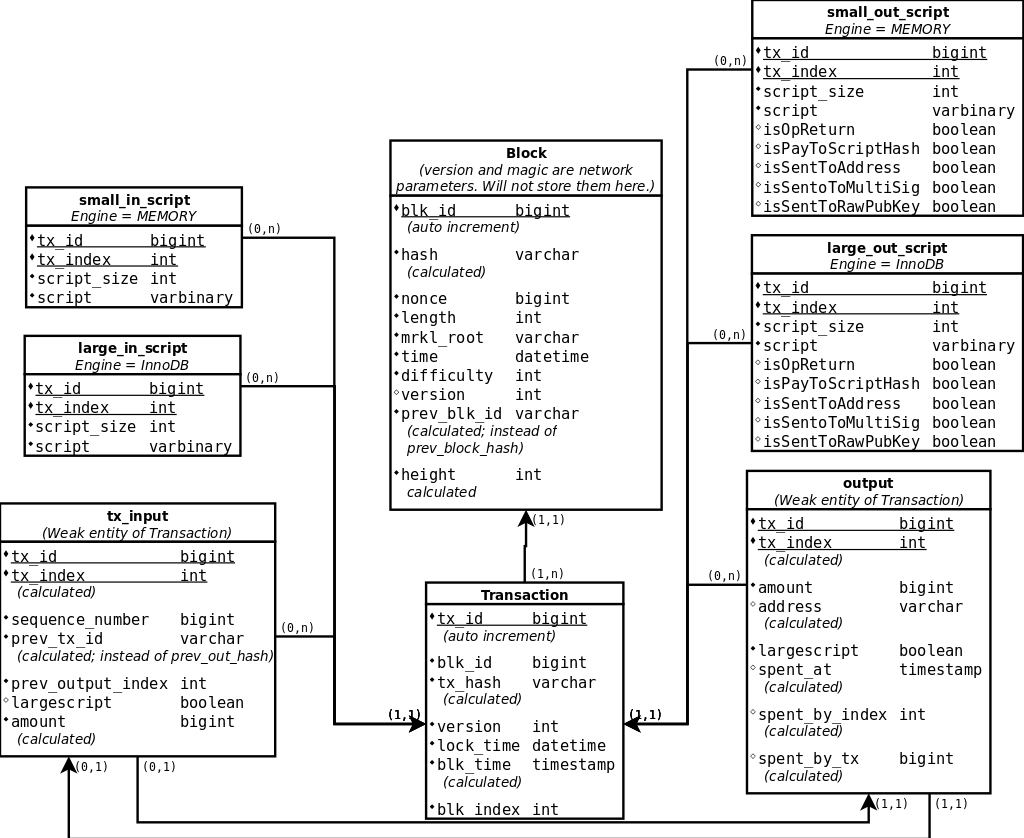 small_out_script
Engine = MEMORY
tx_id bigint
tx_index int
script_size int
script varbinary
isOpReturn boolean
isPayToScriptHash boolean
isSentToAddress boolean
isSentoToMultiSig boolean
isSentToRawPubKey boolean
(0,n)
Block
(version and magic are network
parameters. Will not store them here.)
blk_id bigint
(auto increment)
hash varchar
(calculated)
nonce bigint
length int
mrkl_root varchar
time datetime
difficulty int
version int
prev_blk_id varchar
(calculated; instead of
prev_block_hash)
height int
calculated
small_in_script
Engine = MEMORY
tx_id bigint
tx_index int
script_size int
script varbinary
(0,n)
large_out_script
Engine = InnoDB
tx_id bigint
tx_index int
script_size int
script varbinary
isOpReturn boolean
isPayToScriptHash boolean
isSentToAddress boolean
isSentoToMultiSig boolean
isSentToRawPubKey boolean
(0,n)
large_in_script
Engine = InnoDB
tx_id bigint
tx_index int
script_size int
script varbinary
(0,n)
output
(Weak entity of Transaction)
tx_id bigint
tx_index int
(calculated)
amount bigint
address varchar
(calculated)
largescript boolean
spent_at timestamp
(calculated)
spent_by_index int
(calculated)
spent_by_tx bigint
(calculated)
(0,n)
tx_input
(Weak entity of Transaction)
tx_id bigint
tx_index int
(calculated)
sequence_number bigint
prev_tx_id varchar
(calculated; instead of prev_out_hash)
prev_output_index int
largescript boolean
amount bigint
(calculated)
(0,n)
(1,1)
(1,n)
Transaction
tx_id bigint
(auto increment)
blk_id bigint
tx_hash varchar
(calculated)
version int
lock_time datetime
blk_time timestamp
(calculated)
blk_index int
(1,1)
(1,1)
(0,1)
(0,1)
(1,1)
(1,1)